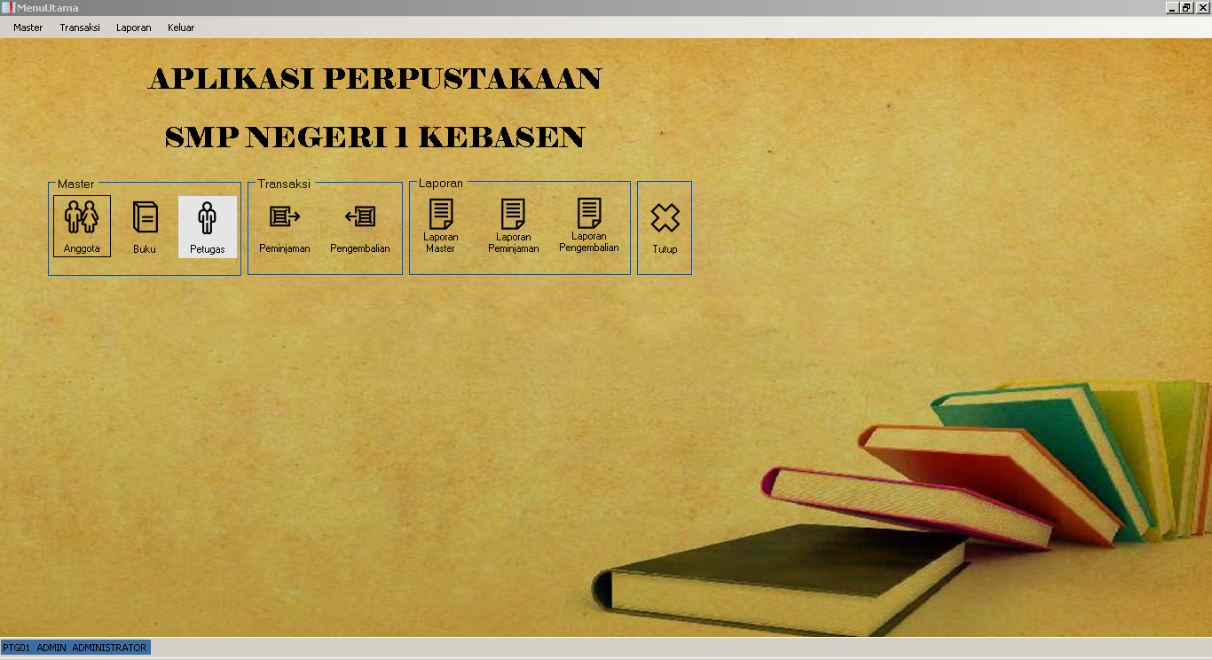 MenuUtama
Master Transaksi Laporan Keluar
APLIKASI PERPUSTAKAAN
SMP NEGERI 1 KEBASEN
Master
Anggota
Buku
Petugas
Transaksi
Peminjaman
Pengembalian
Laporan
Laporan
Master
Laporan
Peminjaman
Laporan
Pengembalian
Tutup
PTG01 ADMIN ADMINISTRATOR